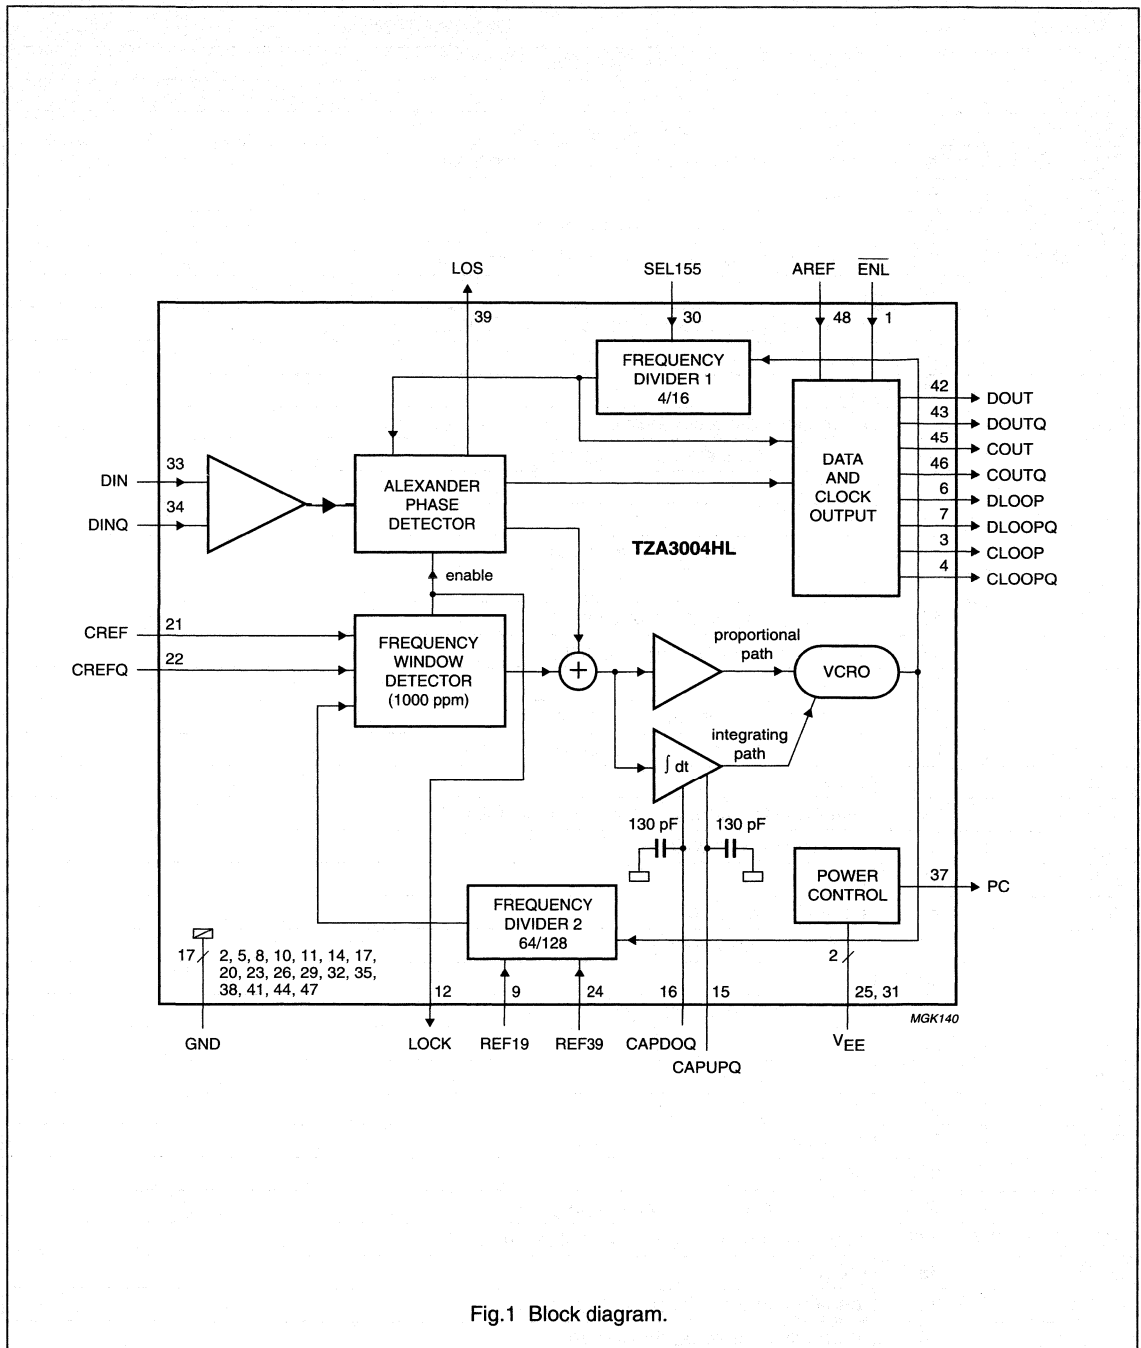 LOS
SEL155
AREF
ENL
39
30
48
1
FREQUENCY
DIVIDER 1
4/16
42
DOUT
43
DOUTQ
45
COUT
46
COUTQ
6
DLOOP
7
DLOOPQ
3
CLOOP
4
CLOOPQ
DATA
AND
CLOCK
OUTPUT
DIN
33
DINQ
34
ALEXANDER
PHASE
DETECTOR
TZA3004HL
enable
CREF
21
CREFQ
22
FREQUENCY
WINDOW
DETECTOR
(1000 ppm)
+
proportional
path
VCRO
integrating
path
∫ dt
130 pF
130 pF
POWER
CONTROL
37
PC
FREQUENCY
DIVIDER 2
64/128
17
2, 5, 8, 10, 11, 14, 17,
20, 23, 26, 29, 32, 35,
38, 41, 44, 47
2
12
9
24
16
15
25, 31
MGK140
GND
LOCK
REF19
REF39
CAPDOQ
CAPUPQ
VEE
Fig.1 Block diagram.